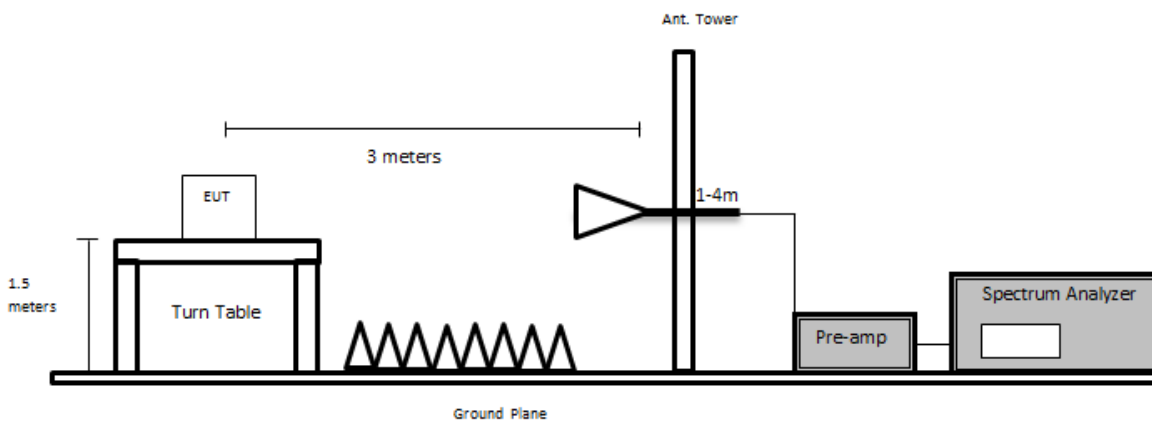 Ant. Tower
3 meters
EUT
1-4m
1.5
meters
Turn Table
Spectrum Analyzer
Pre-amp
Ground Plane